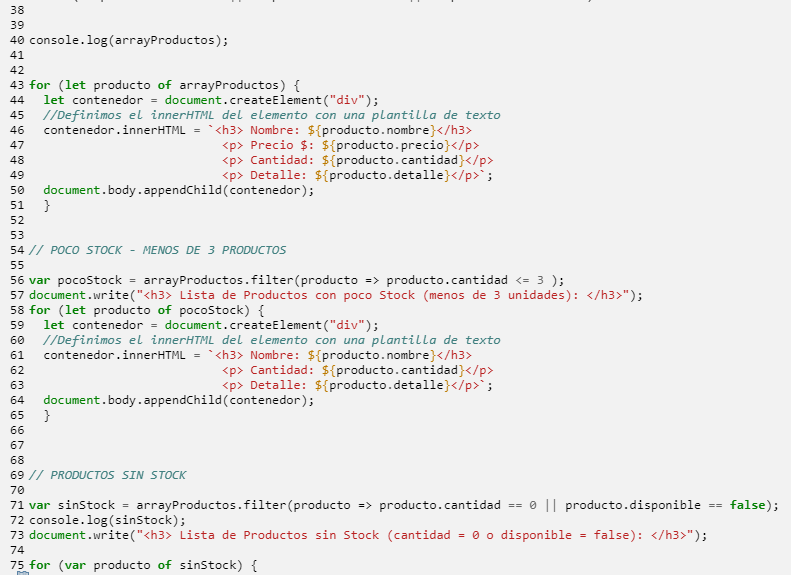 38
39
40 console.log(arrayProductos);
41
42
43 for (let producto of arrayProductos) {
44   let contenedor = document.createElement("div");
45   //Definimos el innerHTML del elemento con una plantilla de texto
46   contenedor.innerHTML = `<h3> Nombre: ${producto.nombre}</h3>
47                           <p> Precio $: ${producto.precio}</p>
48                           <p> Cantidad: ${producto.cantidad}</p>
49                           <p> Detalle: ${producto.detalle}</p>`;
50   document.body.appendChild(contenedor);
51   }
52
53
54 // POCO STOCK - MENOS DE 3 PRODUCTOS
55
56 var pocoStock = arrayProductos.filter(producto => producto.cantidad <= 3 );
57 document.write("<h3> Lista de Productos con poco Stock (menos de 3 unidades): </h3>");
58 for (let producto of pocoStock) {
59   let contenedor = document.createElement("div");
60   //Definimos el innerHTML del elemento con una plantilla de texto
61   contenedor.innerHTML = `<h3> Nombre: ${producto.nombre}</h3>
62                           <p> Cantidad: ${producto.cantidad}</p>
63                           <p> Detalle: ${producto.detalle}</p>`;
64   document.body.appendChild(contenedor);
65   }
66
67
68
69 // PRODUCTOS SIN STOCK
70
71 var sinStock = arrayProductos.filter(producto => producto.cantidad == 0 || producto.disponible == false);
72 console.log(sinStock);
73 document.write("<h3> Lista de Productos sin Stock (cantidad = 0 o disponible = false): </h3>");
74
75 for (var producto of sinStock) {